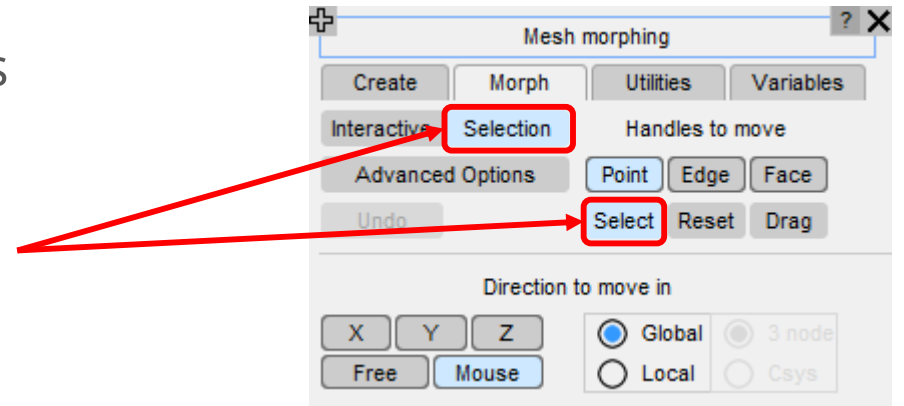 s
? X
Mesh morphing
Create Morph Utilities Variables
Interactive Selection Handles to move
Advanced Options Point Edge Face
Undo Select Reset Drag
Direction to move in
X Y Z Global 3 node
Free Mouse Local Csys